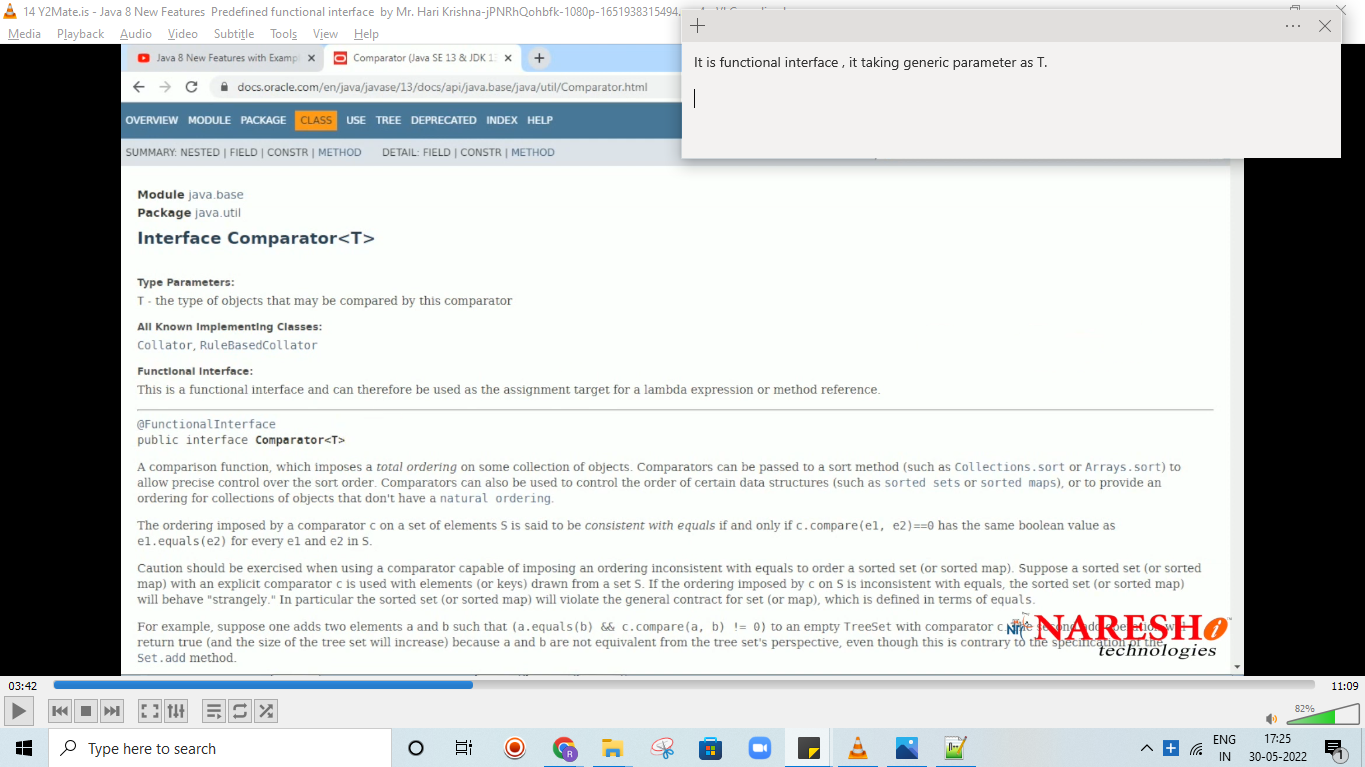 14 Y2Mate.is - Java 8 New Features Predefined functional interface by Mr. Hari Krishna-jPNRhQohbfk-1080p-1651938315494.
Media Playback Audio Video Subtitle Tools View Help
It is functional interface , it taking generic parameter as T.
Java 8 New Features with Exampl
Comparator (Java SE 13 & JDK 13
docs.oracle.com/en/java/javase/13/docs/api/java.base/java/util/Comparator.html
OVERVIEW MODULE PACKAGE CLASS USE TREE DEPRECATED INDEX HELP
SUMMARY: NESTED | FIELD | CONSTR | METHOD DETAIL: FIELD | CONSTR | METHOD
Module java.base
Package java.util
Interface Comparator<T>
Type Parameters:
T - the type of objects that may be compared by this comparator
All Known Implementing Classes:
Collator, RuleBasedCollator
Functional Interface:
This is a functional interface and can therefore be used as the assignment target for a lambda expression or method reference.
@FunctionalInterface
public interface Comparator<T>
A comparison function, which imposes a total ordering on some collection of objects. Comparators can be passed to a sort method (such as Collections.sort or Arrays.sort) to
allow precise control over the sort order. Comparators can also be used to control the order of certain data structures (such as sorted sets or sorted maps), or to provide an
ordering for collections of objects that don't have a natural ordering.
The ordering imposed by a comparator c on a set of elements S is said to be consistent with equals if and only if c.compare(e1, e2)==0 has the same boolean value as
e1.equals(e2) for every e1 and e2 in S.
Caution should be exercised when using a comparator capable of imposing an ordering inconsistent with equals to order a sorted set (or sorted map). Suppose a sorted set (or sorted
map) with an explicit comparator c is used with elements (or keys) drawn from a set S. If the ordering imposed by c on S is inconsistent with equals, the sorted set (or sorted map)
will behave "strangely." In particular the sorted set (or sorted map) will violate the general contract for set (or map), which is defined in terms of equals.
For example, suppose one adds two elements a and b such that (a.equals(b) && c.compare(a, b) != 0) to an empty TreeSet with comparator c. The second add operation will
return true (and the size of the tree set will increase) because a and b are not equivalent from the tree set's perspective, even though this is contrary to the specification of the
Set.add method.
NARESH i
technologies
03:42
11:09
82%
Type here to search
ENG
IN
17:25
30-05-2022
1